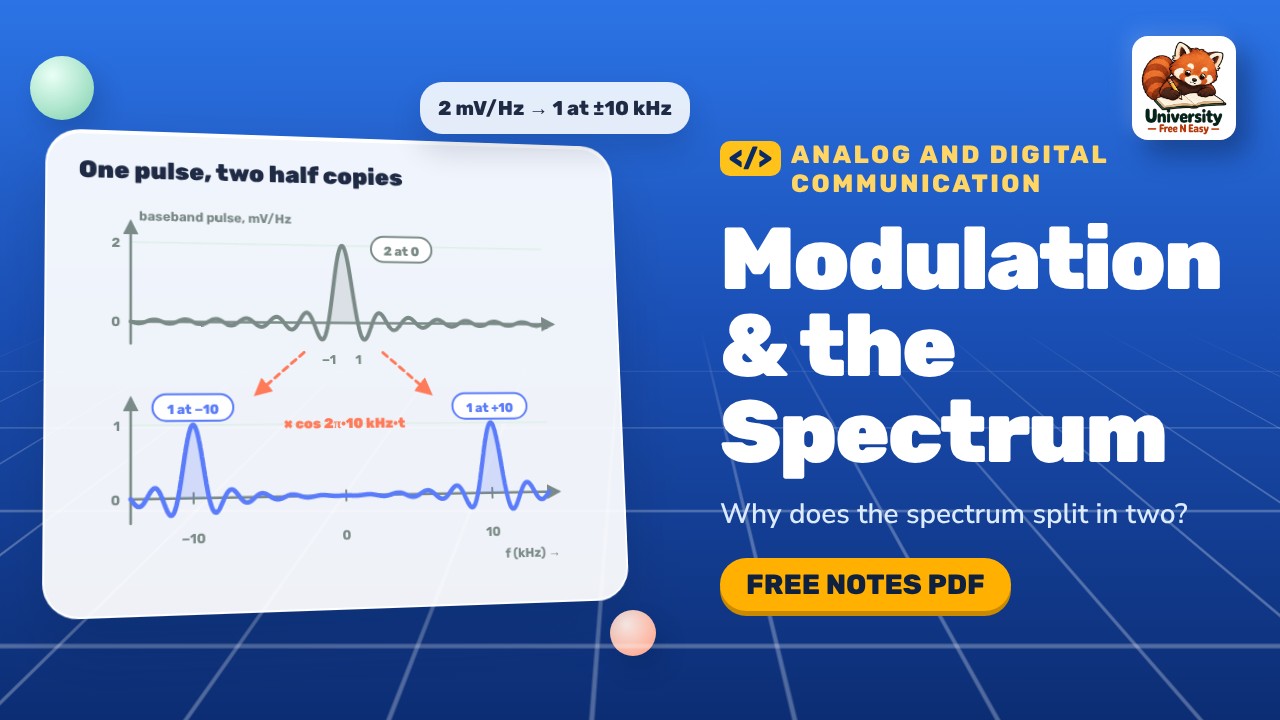 2 mV/Hz → 1 at ±10 kHz
University
— Free N Easy —
One pulse, two half copies
baseband pulse, mV/Hz
2
2 at 0
0
−1 1
1 at −10
1 at +10
1
× cos 2π·10 kHz·t
0
−10 0 10
f (kHz) →
</> ANALOG AND DIGITAL
COMMUNICATION
Modulation
& the
Spectrum
Why does the spectrum split in two?
FREE NOTES PDF